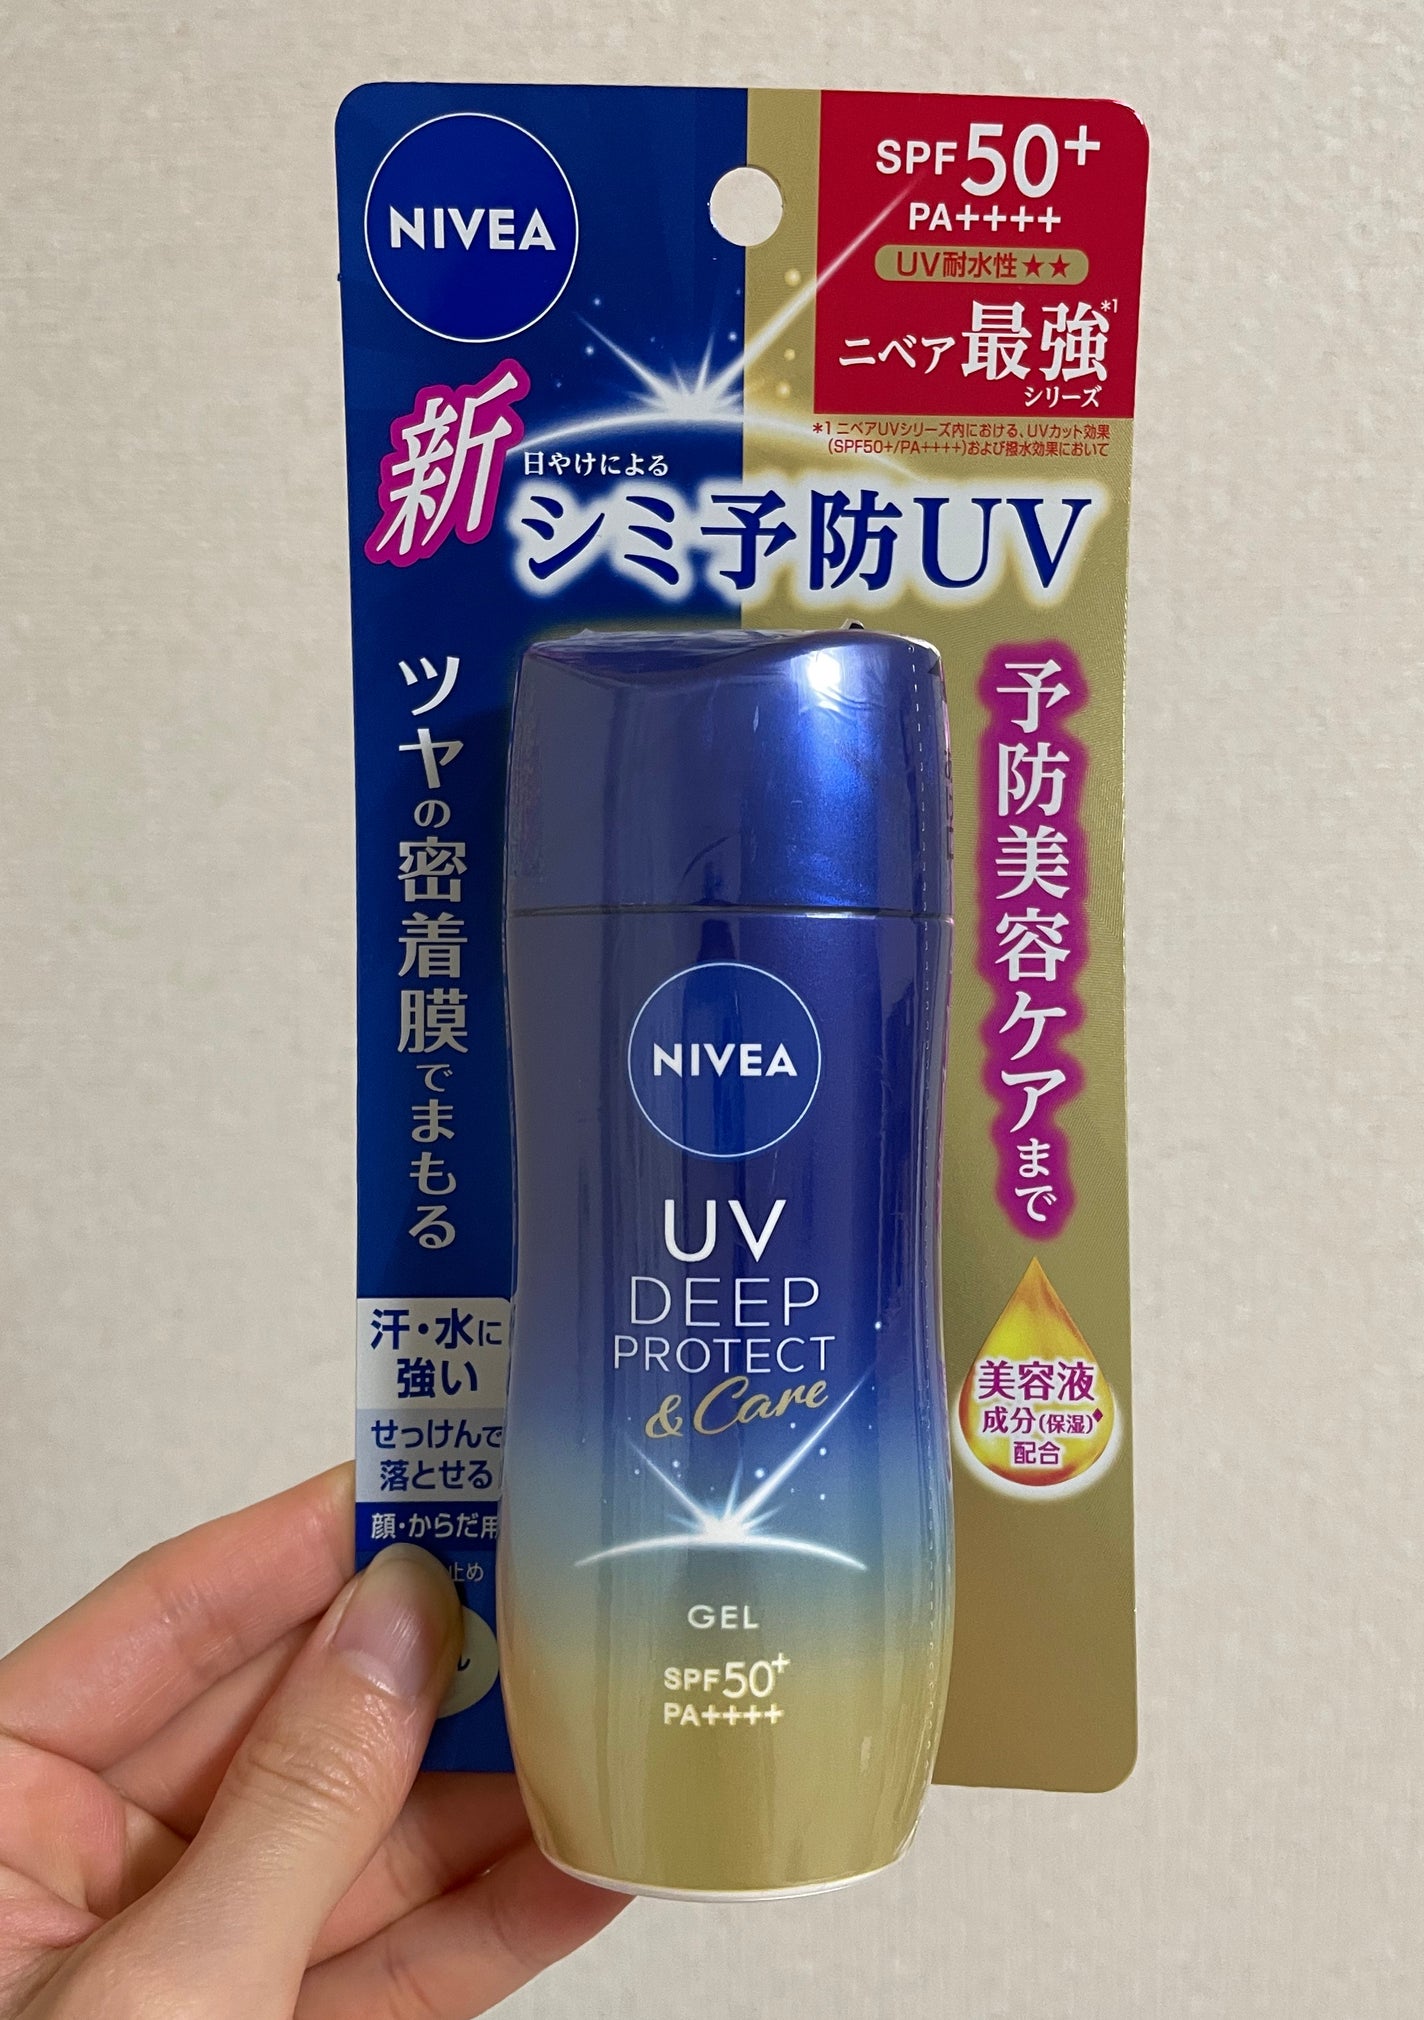 NIVEA
SPF50+
PA++++
UV耐水性★★
ニベア最強*1
シリーズ
*1 ニベアUVシリーズ内における、UVカット効果
(SPF50+/PA++++)および撥水効果において
新
日やけによる
シミ予防UV
ツヤの密着膜でまもる
予防美容ケアまで
美容液
成分(保湿)♦
配合
汗・水に
強い
せっけんで
落とせる
顔・からだ用
止め
NIVEA
UV
DEEP
PROTECT
& Care
GEL
SPF50+
PA++++